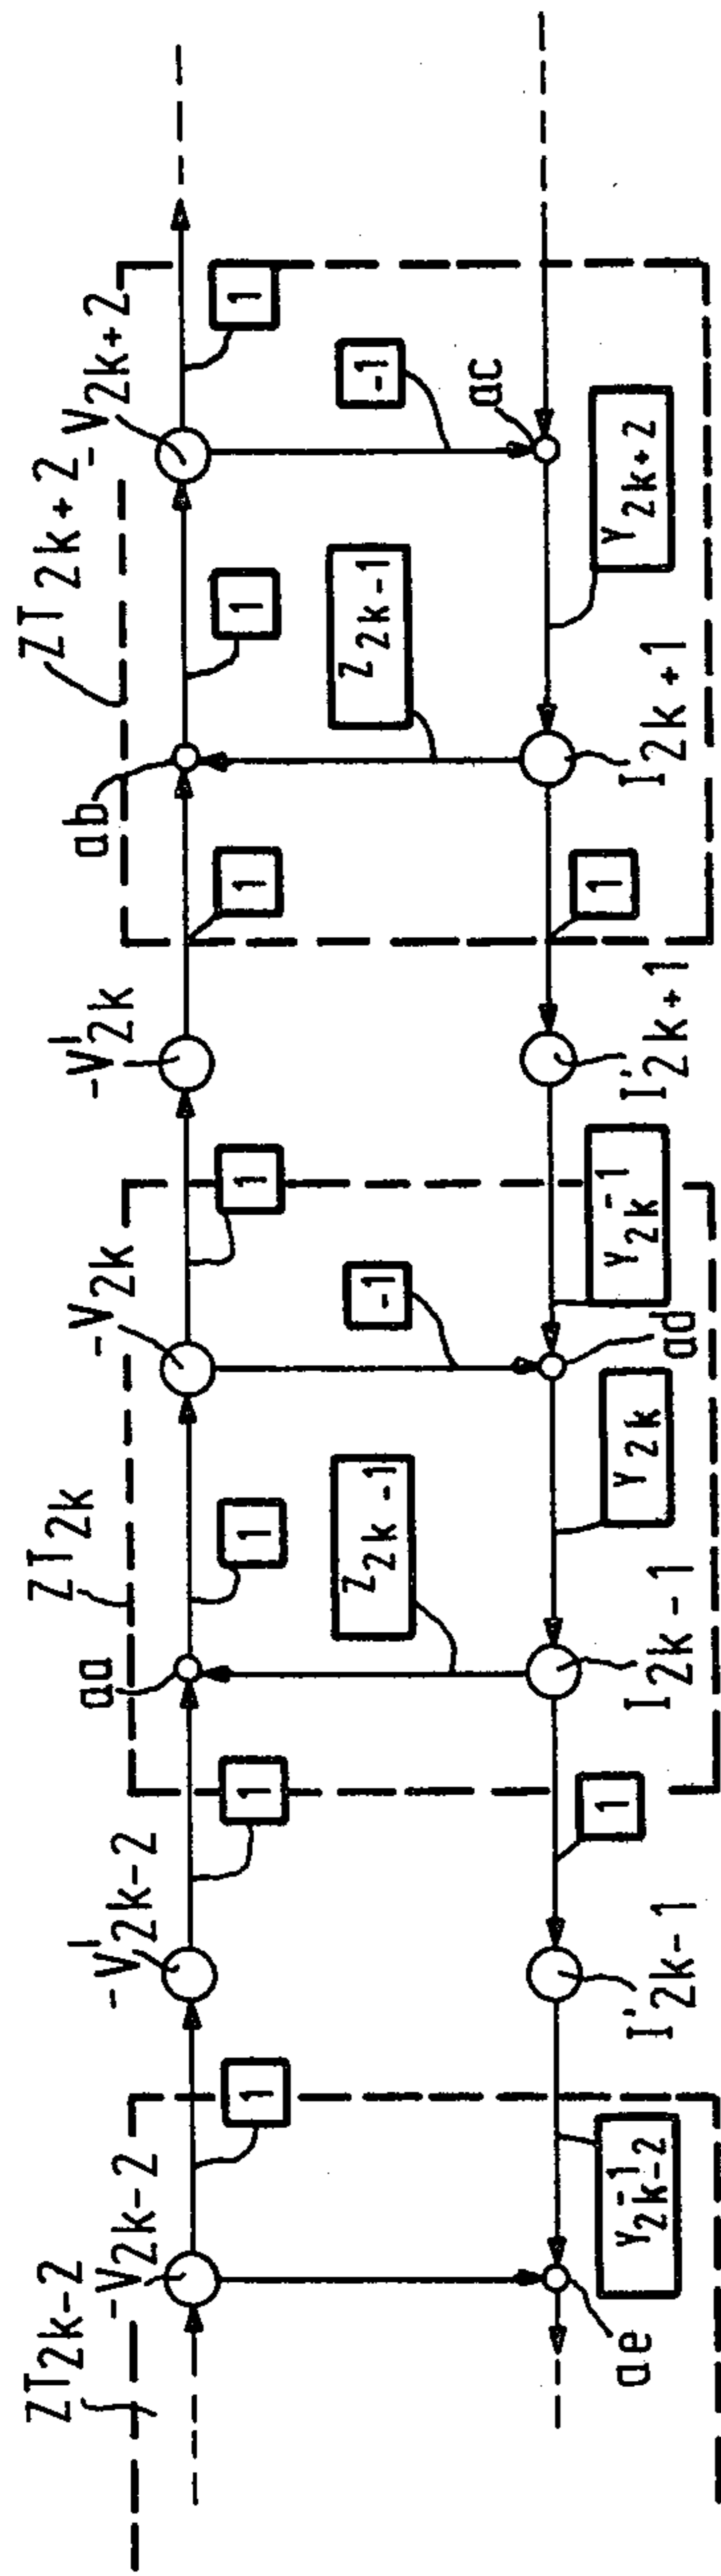 ZT2k-2
-V2k-2
1
-V'2k-2
1
aa
ZT2k
1
-V2k
1
-V'2k
1
ab
ZT2k+2
1
-V2k+2
1
Z2k-1
-1
Z2k-1
-1
ae
Y2k-2^-1
I'2k-1
1
I2k-1
Y2k
ad
Y2k^-1
I'2k+1
1
I2k+1
Y2k+2
ac